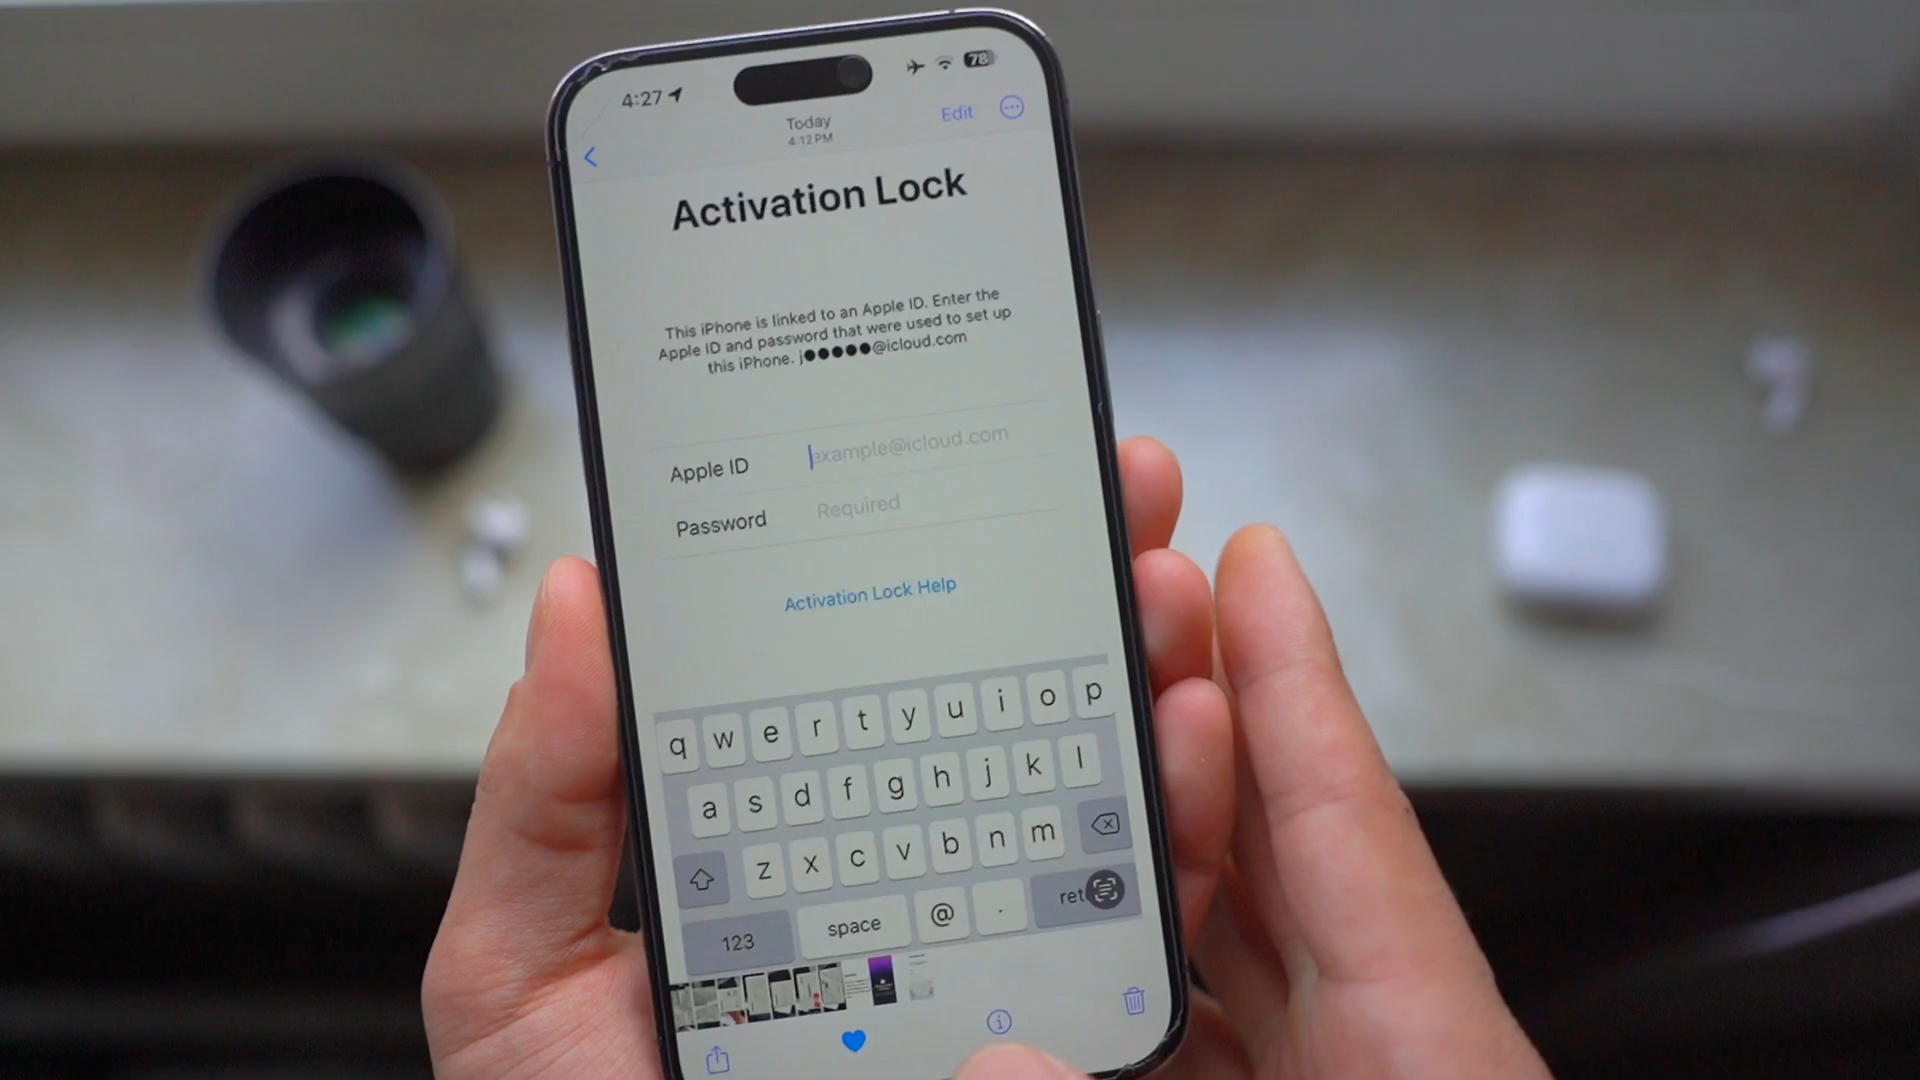 4:27
78
Today
4:12 PM
Edit
Activation Lock
This iPhone is linked to an Apple ID. Enter the
Apple ID and password that were used to set up
this iPhone. j●●●●●@icloud.com
Apple ID example@icloud.com
Password Required
Activation Lock Help
q w e r t y u i o p
a s d f g h j k l
z x c v b n m
123 space @ . ret